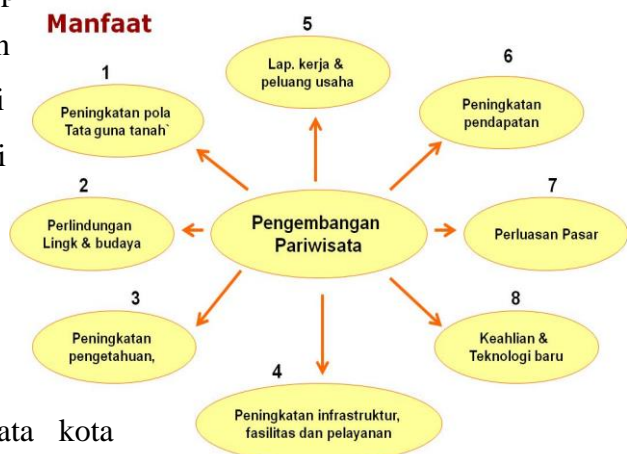 p
Manfaat
n
i
i
1
Peningkatan pola
Tata guna tanah`
2
Perlindungan
Lingk & budaya
3
Peningkatan
pengetahuan,
4
Peningkatan infrastruktur,
fasilitas dan pelayanan
5
Lap. kerja &
peluang usaha
6
Peningkatan
pendapatan
7
Perluasan Pasar
8
Keahlian &
Teknologi baru
Pengembangan
Pariwisata
ata kota